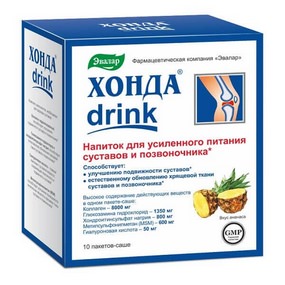 Эвалар
Фармацевтическая компания «Эвалар»
ХОНДА®
drink
Напиток для усиленного питания
суставов и позвоночника*
Способствует:
• улучшению подвижности суставов*
• естественному обновлению хрящевой ткани
суставов и позвоночника*
Высокое содержание действующих веществ
в одном пакете-саше:
Коллаген – 8000 мг
Глюкозамина гидрохлорид – 1350 мг
Хондроитинсульфат натрия – 800 мг
Метилсульфонилметан (MSM) – 600 мг
Гиалуроновая кислота – 50 мг
Вкус ананаса
10 пакетов-саше
GMP